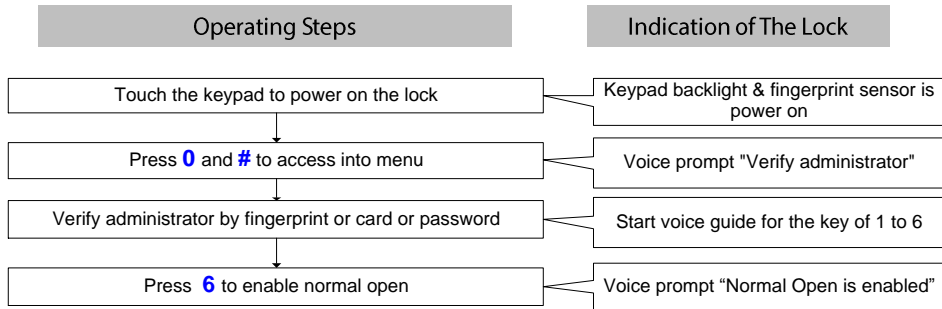 Operating Steps
Indication of The Lock
Touch the keypad to power on the lock
Keypad backlight & fingerprint sensor is
power on
Press 0 and # to access into menu
Voice prompt "Verify administrator"
Verify administrator by fingerprint or card or password
Start voice guide for the key of 1 to 6
Press 6 to enable normal open
Voice prompt “Normal Open is enabled”